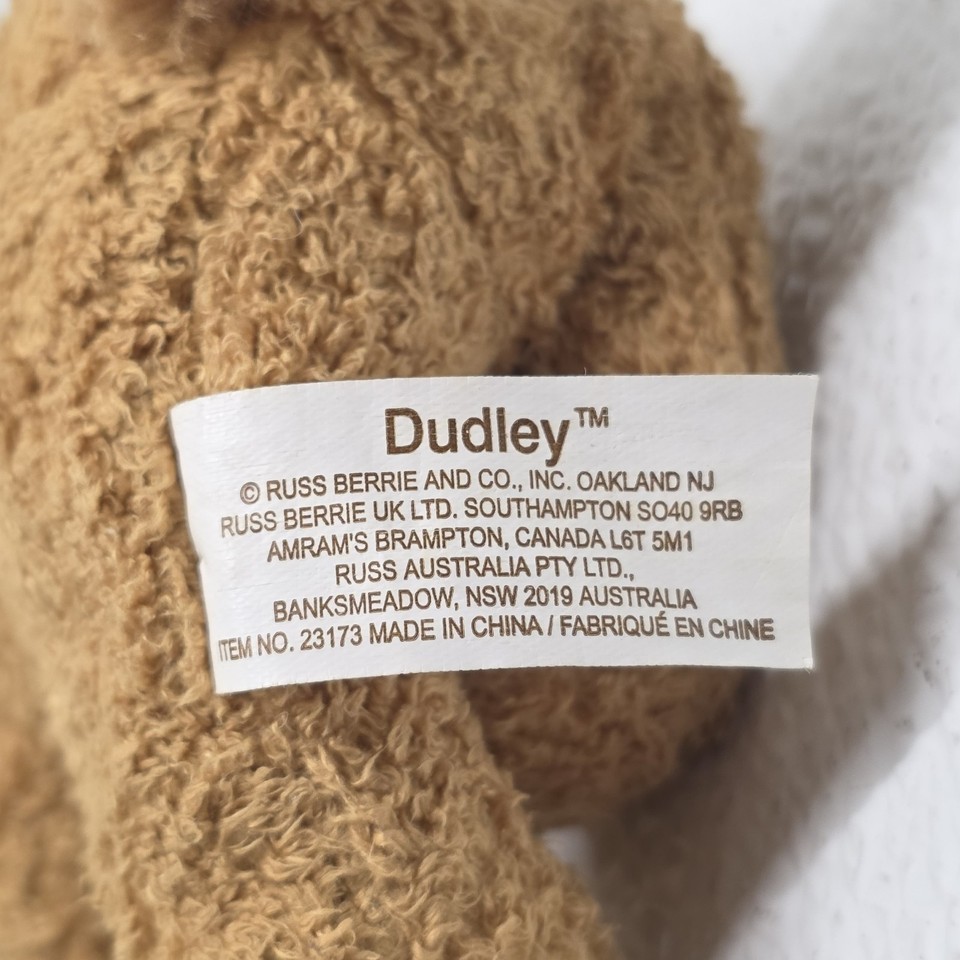 Dudley™
© RUSS BERRIE AND CO., INC. OAKLAND NJ
RUSS BERRIE UK LTD. SOUTHAMPTON SO40 9RB
AMRAM'S BRAMPTON, CANADA L6T 5M1
RUSS AUSTRALIA PTY LTD.,
BANKSMEADOW, NSW 2019 AUSTRALIA
ITEM NO. 23173 MADE IN CHINA / FABRIQUÉ EN CHINE